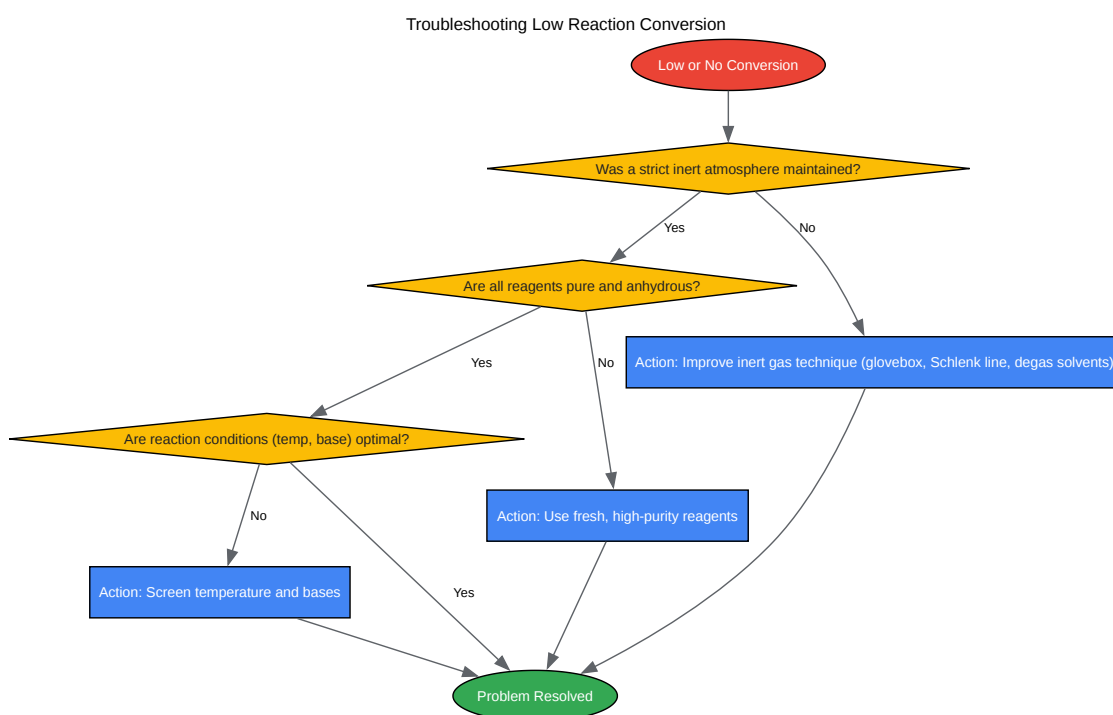 Troubleshooting Low Reaction Conversion
Low or No Conversion
Was a strict inert atmosphere maintained?
Yes
No
Are all reagents pure and anhydrous?
Yes
No
Action: Improve inert gas technique (glovebox, Schlenk line, degas solvents)
Are reaction conditions (temp, base) optimal?
No
Action: Use fresh, high-purity reagents
Action: Screen temperature and bases
Yes
Problem Resolved